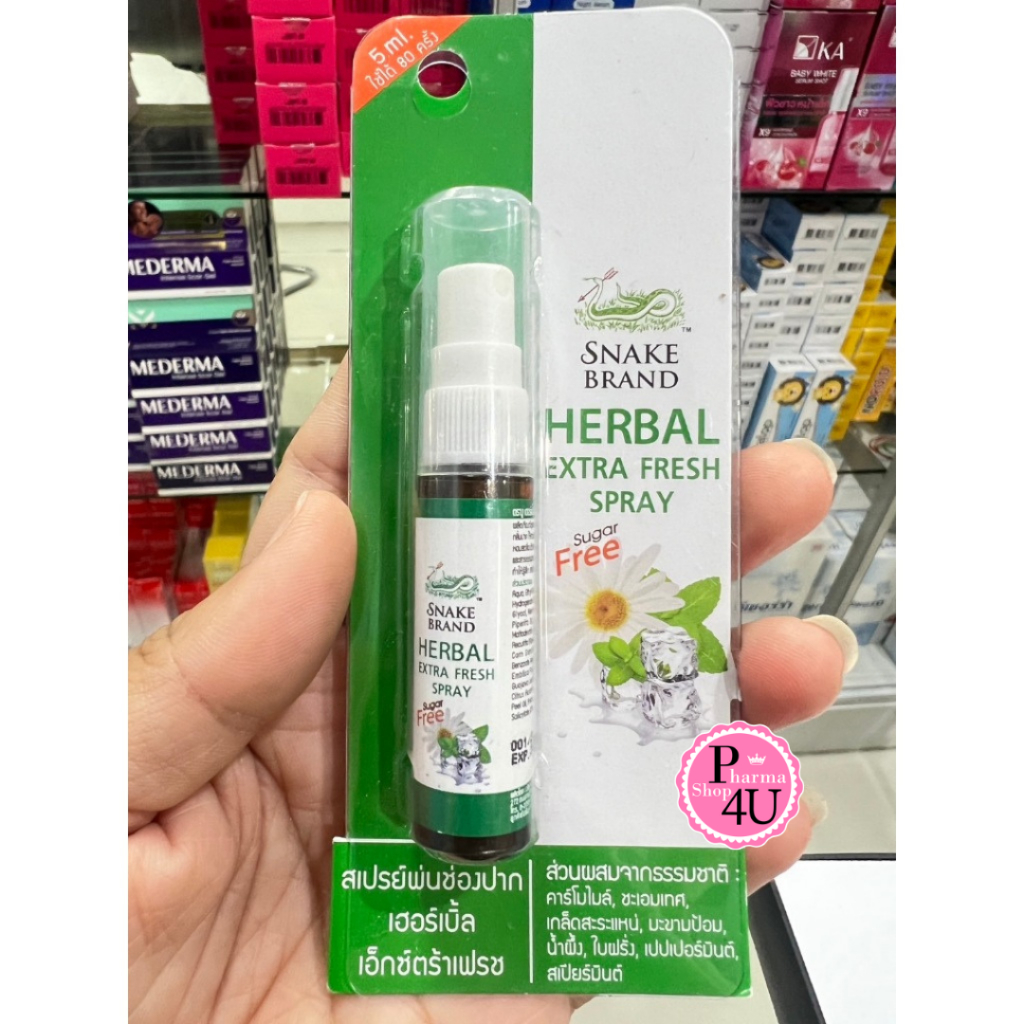 5 ml.
ใช้ได้ 80 ครั้ง
SNAKE
BRAND
TM
HERBAL
EXTRA FRESH
SPRAY
Sugar
Free
SNAKE
BRAND
HERBAL
EXTRA FRESH
SPRAY
Sugar
Free
สเปรย์พ่นช่องปาก
เฮอร์เบิ้ล
เอ็กซ์ตร้าเฟรช
ส่วนผสมจากธรรมชาติ :
คาร์โมไมล์, ชะเอมเทศ,
เกล็ดสะระแหน่, มะขามป้อม,
น้ำผึ้ง, ใบฝรั่ง, เปปเปอร์มินต์,
สเปียร์มินต์
Pharma
Shop
4U
MEDERMA
MEDERMA
MEDERMA
MEDERMA
MEDERMA
KA
BABY WHITE
SERUM SHOT
X9